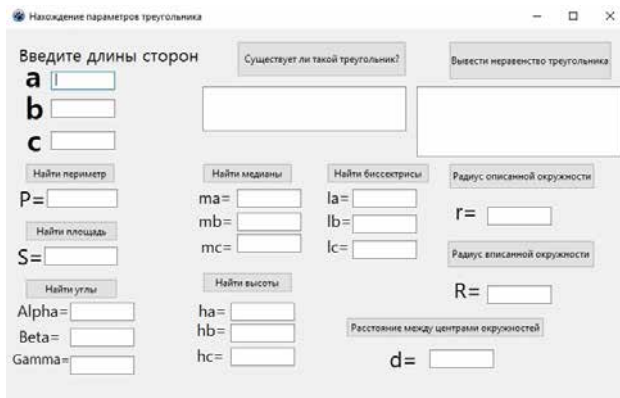 Нахождение параметров треугольника
Введите длины сторон
a
b
c
Существует ли такой треугольник?
Вывести неравенство треугольника
Найти периметр
P=
Найти площадь
S=
Найти углы
Alpha=
Beta=
Gamma=
Найти медианы
ma=
mb=
mc=
Найти высоты
ha=
hb=
hc=
Найти биссектрисы
la=
lb=
lc=
Радиус описанной окружности
r=
Радиус вписанной окружности
R=
Расстояние между центрами окружностей
d=